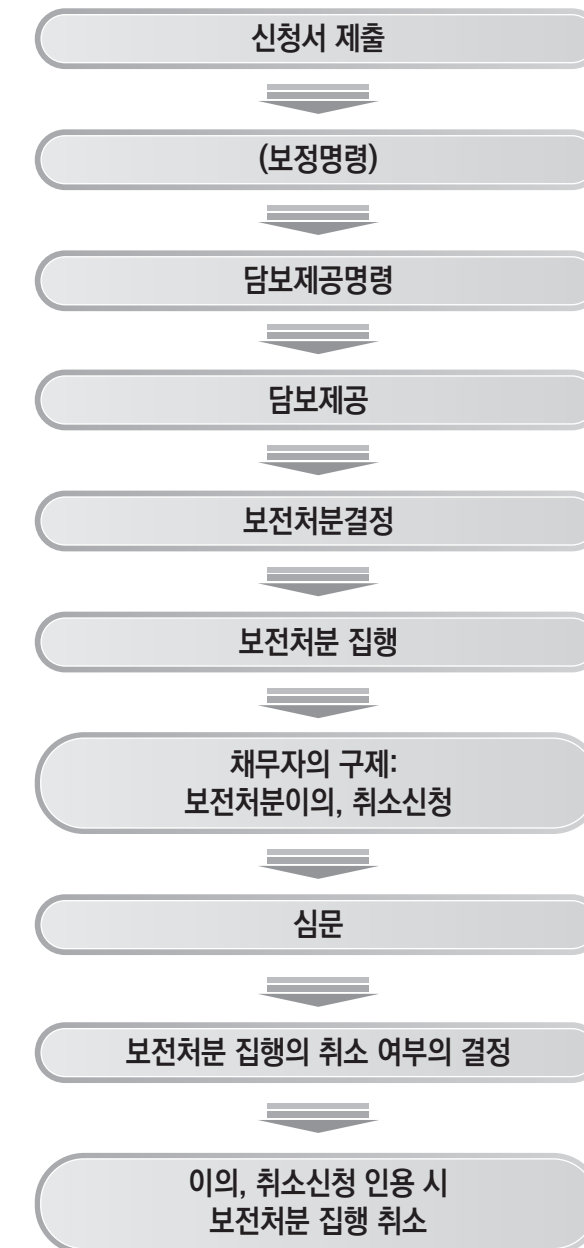 신청서 제출
(보정명령)
담보제공명령
담보제공
보전처분결정
보전처분 집행
채무자의 구제:
보전처분이의, 취소신청
심문
보전처분 집행의 취소 여부의 결정
이의, 취소신청 인용 시
보전처분 집행 취소